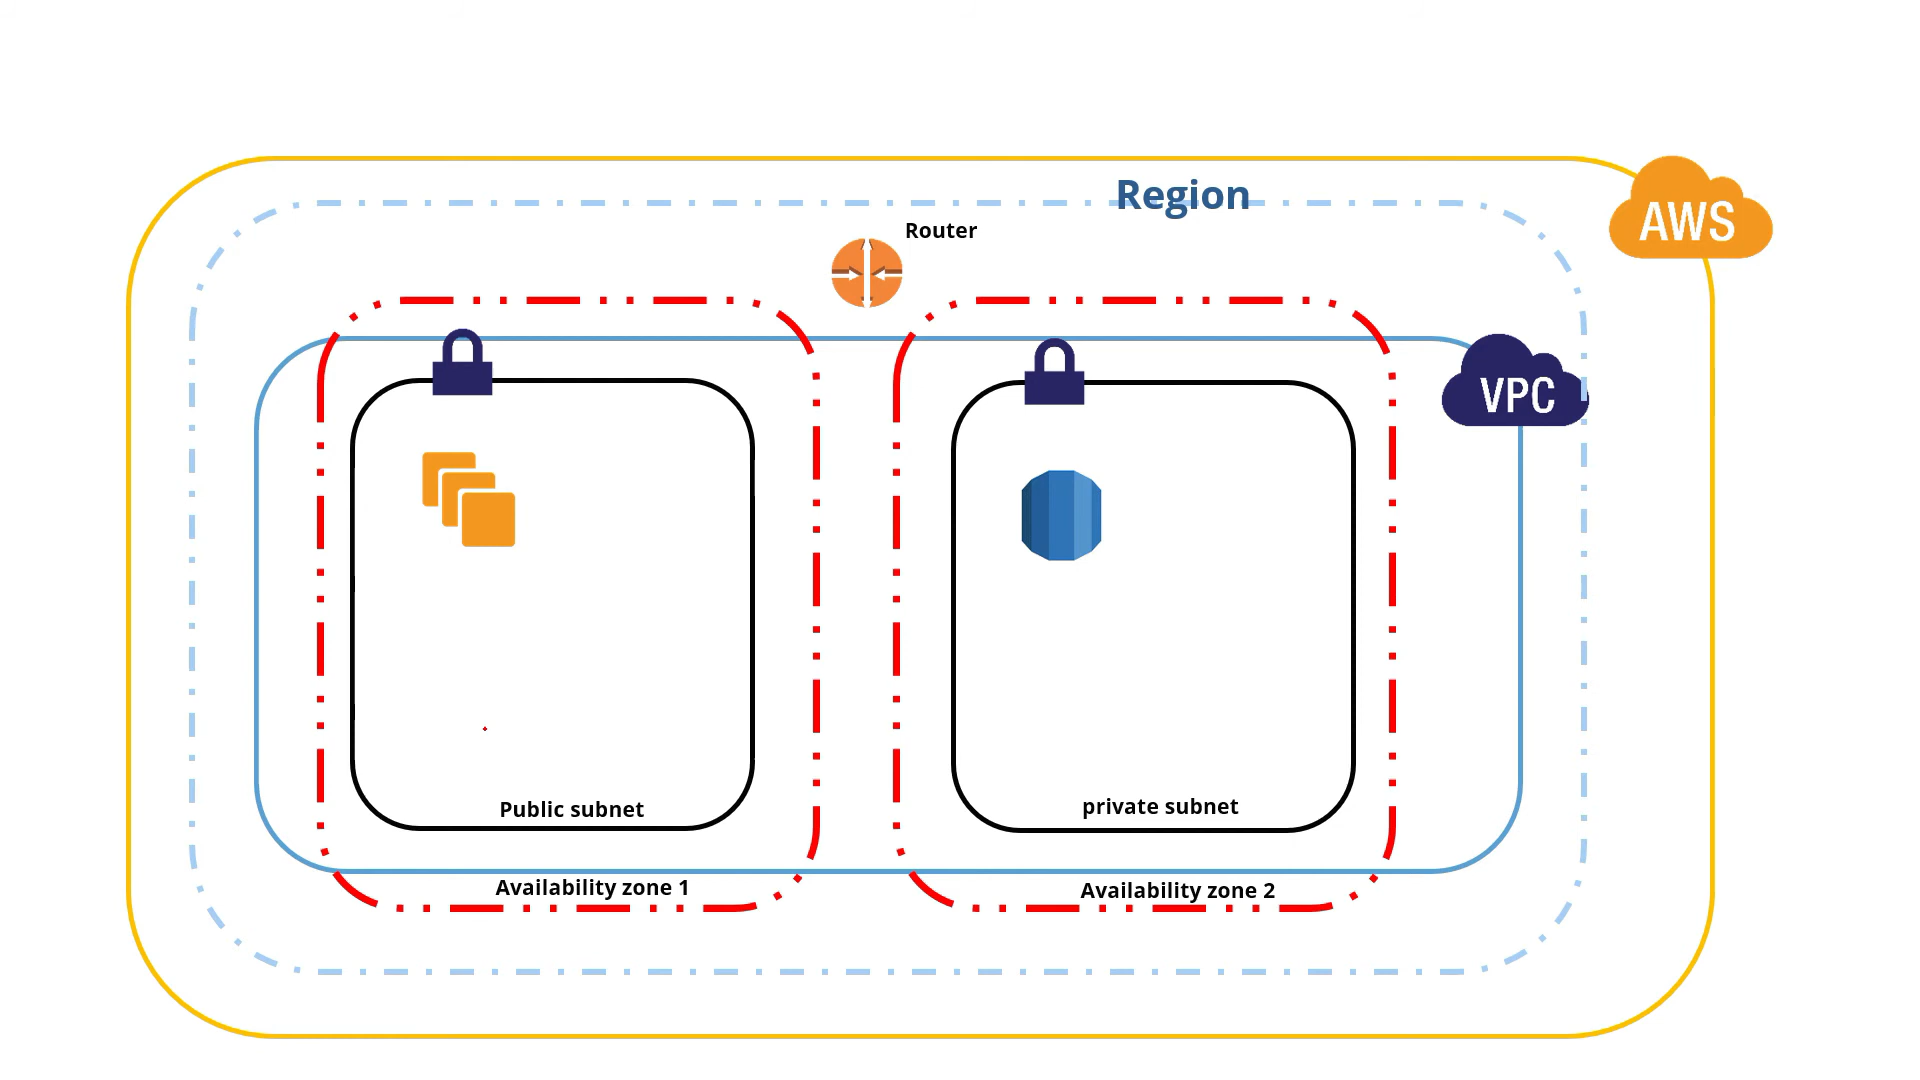 Region
AWS
Router
VPC
Public subnet
private subnet
Availability zone 1
Availability zone 2